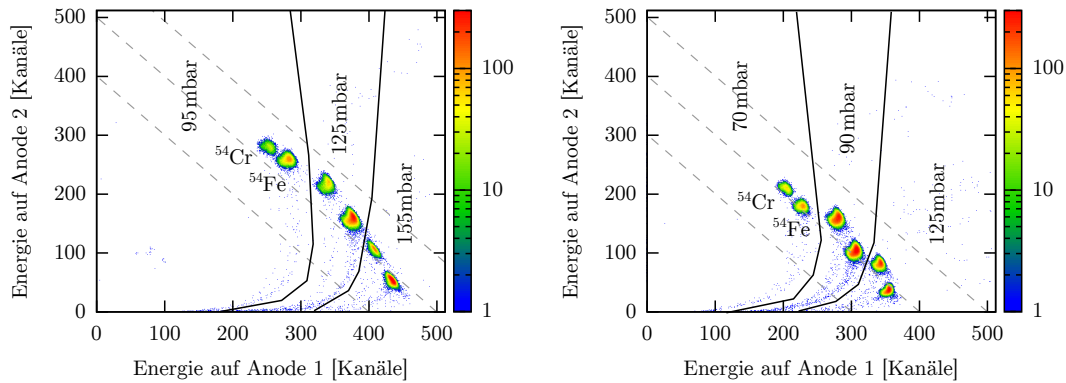 500
400
300
200
100
0
0 100 200 300 400 500
Energie auf Anode 2 [Kanäle]
Energie auf Anode 1 [Kanäle]
95 mbar
125 mbar
155 mbar
⁵⁴Cr
⁵⁴Fe
100
10
1
500
400
300
200
100
0
0 100 200 300 400 500
Energie auf Anode 2 [Kanäle]
Energie auf Anode 1 [Kanäle]
70 mbar
90 mbar
125 mbar
⁵⁴Cr
⁵⁴Fe
100
10
1